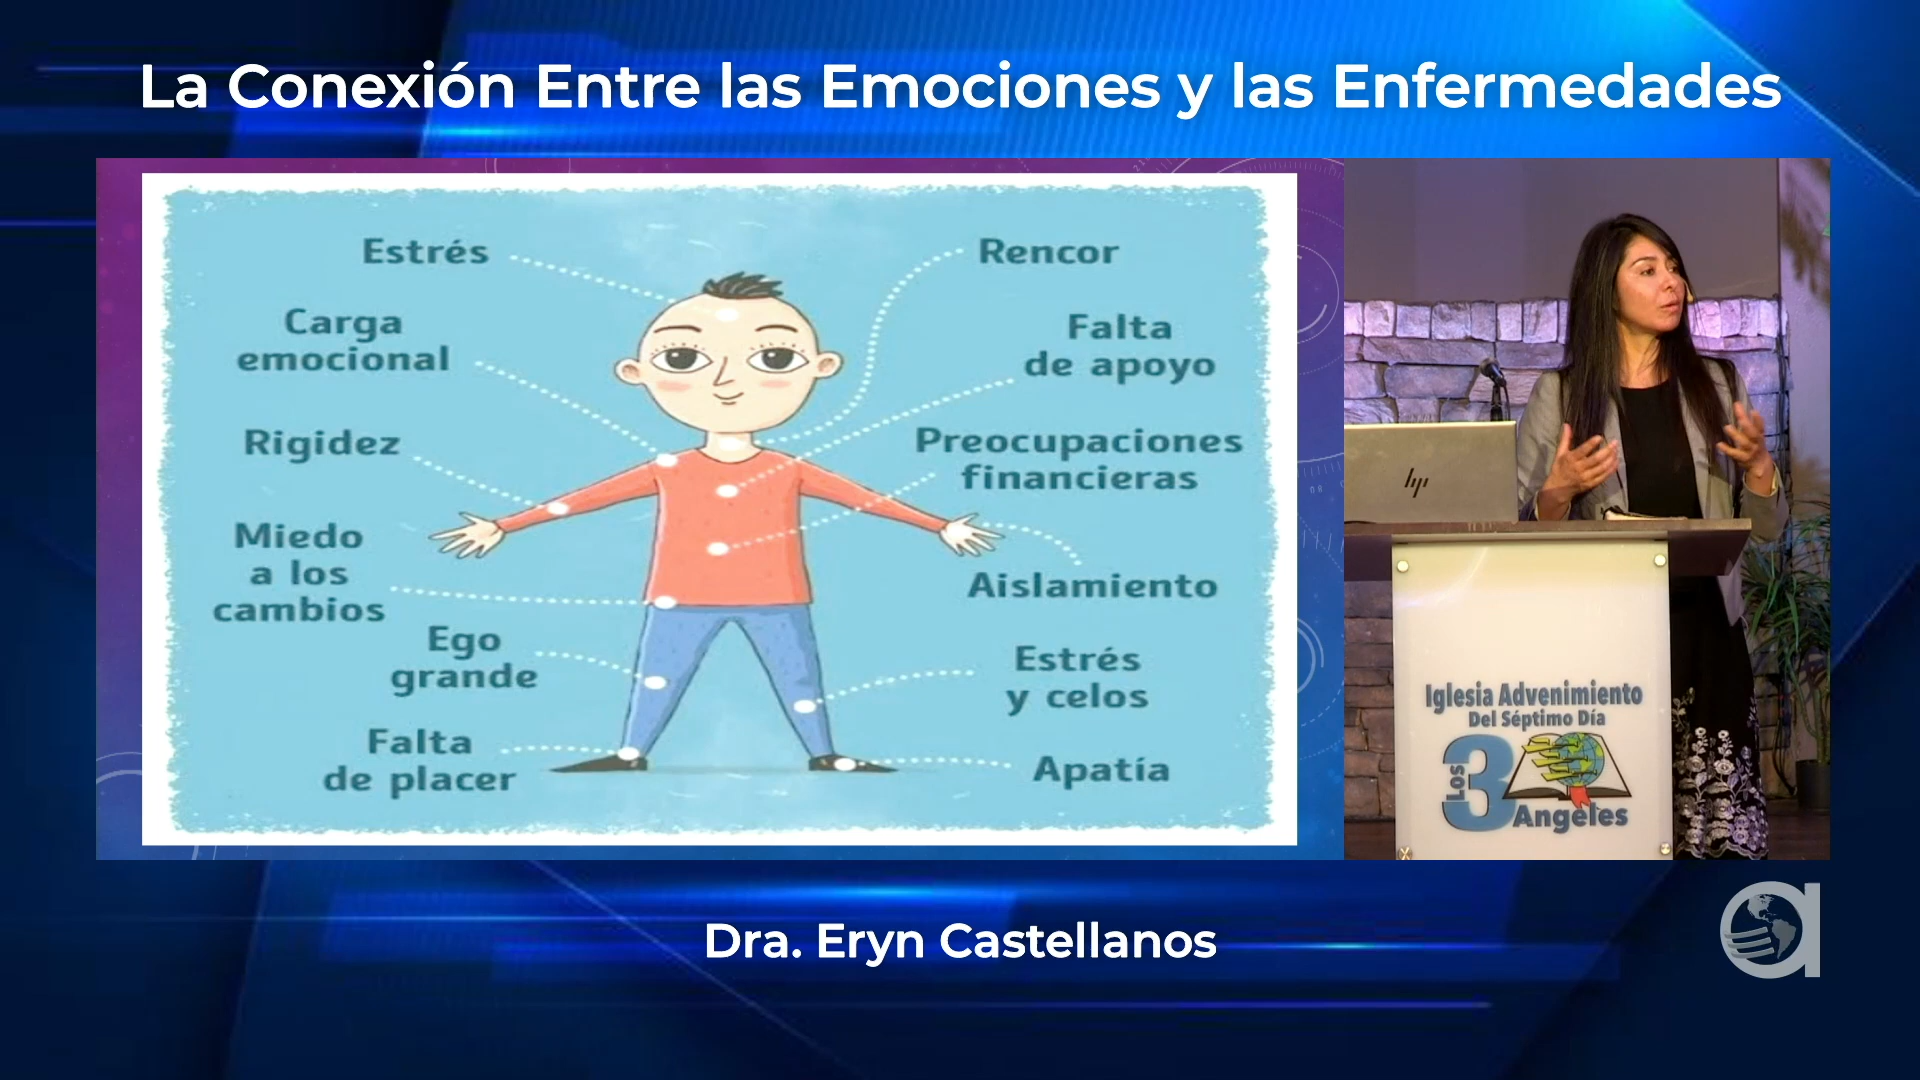 La Conexión Entre las Emociones y las Enfermedades
Estrés
Rencor
Carga
emocional
Falta
de apoyo
Rigidez
Preocupaciones
financieras
Miedo
a los
cambios
Aislamiento
Ego
grande
Estrés
y celos
Falta
de placer
Apatía
hp
Iglesia Advenimiento
Del Séptimo Día
Los
3
Angeles
Dra. Eryn Castellanos
a